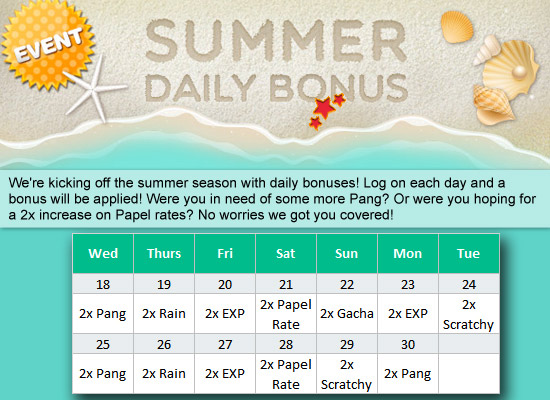 EVENT
SUMMER
DAILY BONUS
We're kicking off the summer season with daily bonuses! Log on each day and a
bonus will be applied! Were you in need of some more Pang? Or were you hoping for
a 2x increase on Papel rates? No worries we got you covered!
Wed Thurs Fri Sat Sun Mon Tue
18 19 20 21 22 23 24
2x Pang 2x Rain 2x EXP 2x Papel Rate 2x Gacha 2x EXP 2x Scratchy
25 26 27 28 29 30
2x Pang 2x Rain 2x EXP 2x Papel Rate 2x Scratchy 2x Pang